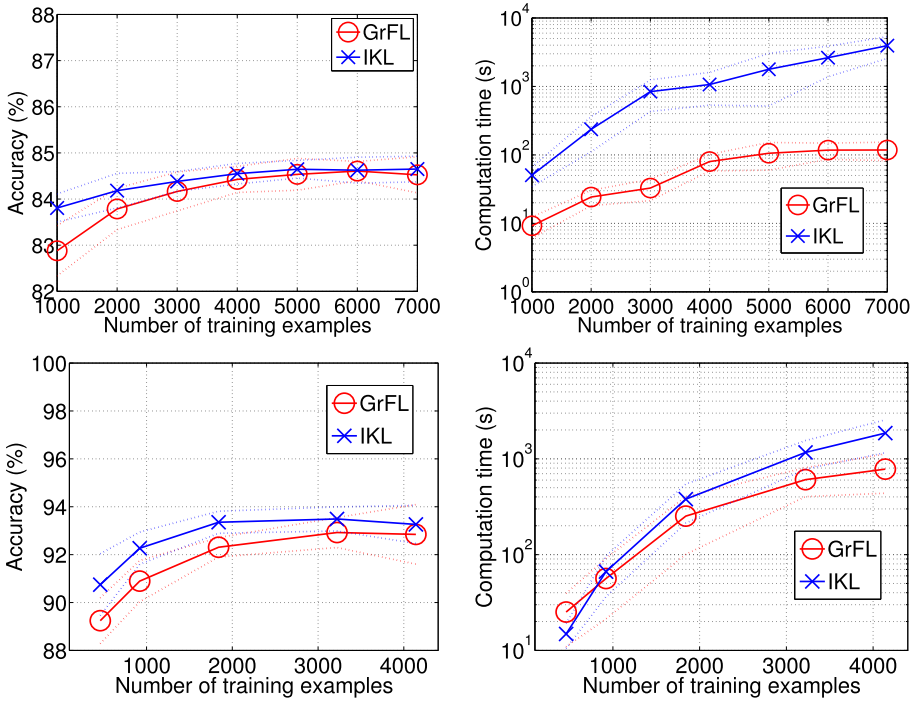 88
87
86
85
84
83
82
1000 2000 3000 4000 5000 6000 7000
Number of training examples
Accuracy (%)
GrFL
IKL
10^4
10^3
10^2
10^1
10^0
1000 2000 3000 4000 5000 6000 7000
Number of training examples
Computation time (s)
GrFL
IKL
100
98
96
94
92
90
88
1000 2000 3000 4000
Number of training examples
Accuracy (%)
GrFL
IKL
10^4
10^3
10^2
10^1
1000 2000 3000 4000
Number of training examples
Computation time (s)
GrFL
IKL